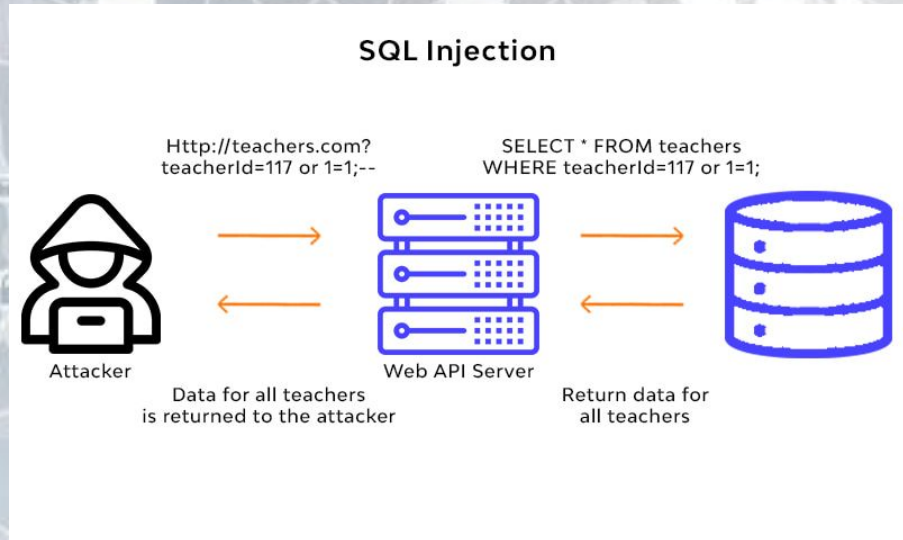 SQL Injection
Http://teachers.com?
teacherId=117 or 1=1;--
SELECT * FROM teachers
WHERE teacherId=117 or 1=1;
Attacker
Web API Server
Data for all teachers
is returned to the attacker
Return data for
all teachers